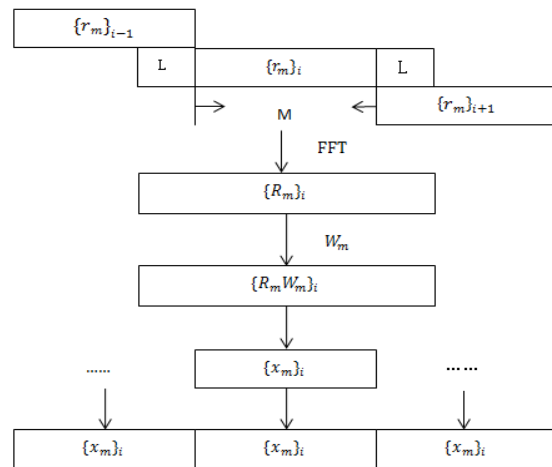 {r_m}_{i−1}
L {r_m}_i L
M {r_m}_{i+1}
FFT
{R_m}_i
W_m
{R_m W_m}_i
...... {x_m}_i ......
{x_m}_i {x_m}_i {x_m}_i